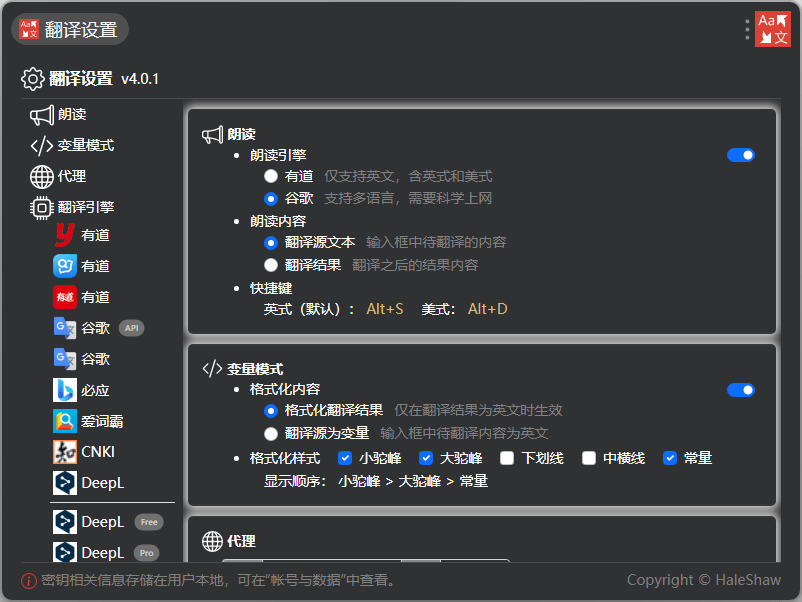 Aa 文 翻译设置
Aa 文
翻译设置 v4.0.1
朗读
变量模式
代理
翻译引擎
y 有道
有道
有道 有道
G 文 谷歌 API
G 文 谷歌
b 必应
爱词霸
知 CNKI
DeepL
DeepL Free
DeepL Pro
朗读
朗读引擎
有道 仅支持英文，含英式和美式
谷歌 支持多语言，需要科学上网
朗读内容
翻译源文本 输入框中待翻译的内容
翻译结果 翻译之后的结果内容
快捷键
英式（默认）： Alt+S 美式： Alt+D
变量模式
格式化内容
格式化翻译结果 仅在翻译结果为英文时生效
翻译源为变量 输入框中待翻译内容为英文
格式化样式 小驼峰 大驼峰 下划线 中横线 常量
显示顺序： 小驼峰 > 大驼峰 > 常量
代理
密钥相关信息存储在用户本地，可在“帐号与数据”中查看。
Copyright © HaleShaw